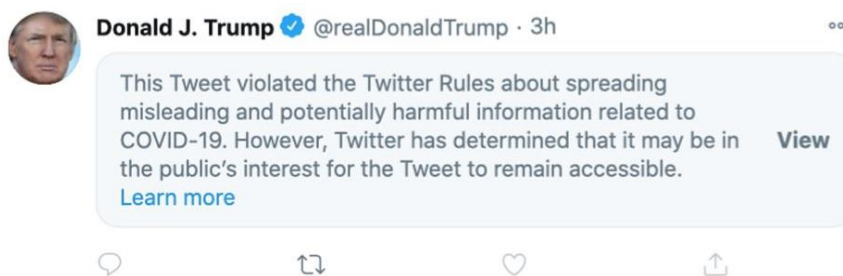 Donald J. Trump @realDonaldTrump · 3h
This Tweet violated the Twitter Rules about spreading
misleading and potentially harmful information related to
COVID-19. However, Twitter has determined that it may be in
the public's interest for the Tweet to remain accessible.
Learn more
View